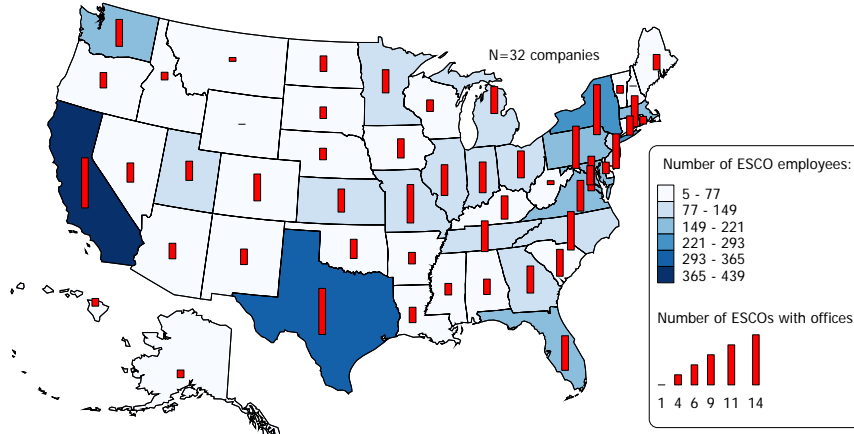 N=32 companies
Number of ESCO employees:
5 - 77
77 - 149
149 - 221
221 - 293
293 - 365
365 - 439
Number of ESCOs with offices
1 4 6 9 11 14